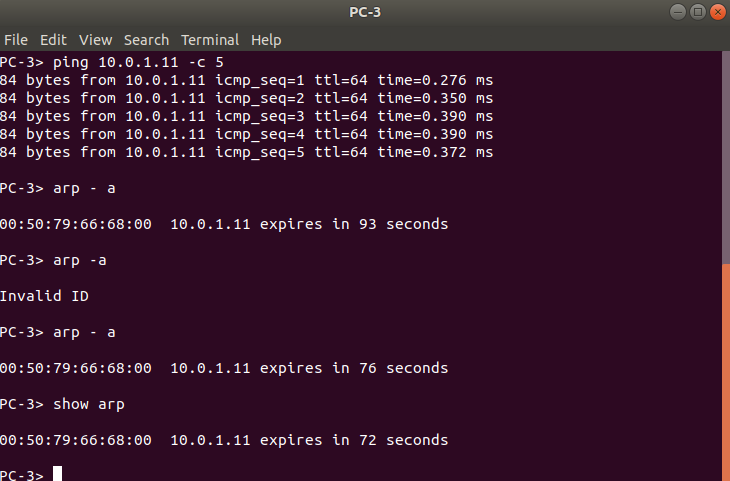 PC-3
File Edit View Search Terminal Help
PC-3> ping 10.0.1.11 -c 5
84 bytes from 10.0.1.11 icmp_seq=1 ttl=64 time=0.276 ms
84 bytes from 10.0.1.11 icmp_seq=2 ttl=64 time=0.350 ms
84 bytes from 10.0.1.11 icmp_seq=3 ttl=64 time=0.390 ms
84 bytes from 10.0.1.11 icmp_seq=4 ttl=64 time=0.390 ms
84 bytes from 10.0.1.11 icmp_seq=5 ttl=64 time=0.372 ms
PC-3> arp - a
00:50:79:66:68:00  10.0.1.11 expires in 93 seconds
PC-3> arp -a
Invalid ID
PC-3> arp - a
00:50:79:66:68:00  10.0.1.11 expires in 76 seconds
PC-3> show arp
00:50:79:66:68:00  10.0.1.11 expires in 72 seconds
PC-3>